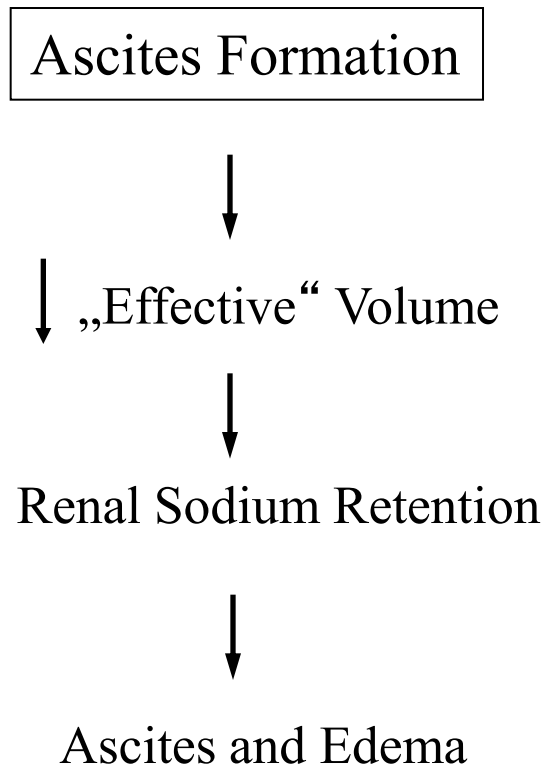 Ascites Formation
„Effective“ Volume
Renal Sodium Retention
Ascites and Edema